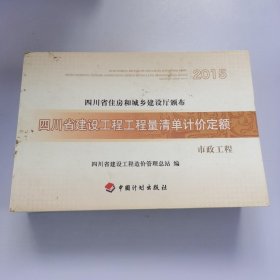 2015
四川省住房和城乡建设厅颁布
四川省建设工程工程量清单计价定额
市政工程
四川省建设工程造价管理总站 编
中国计划出版社